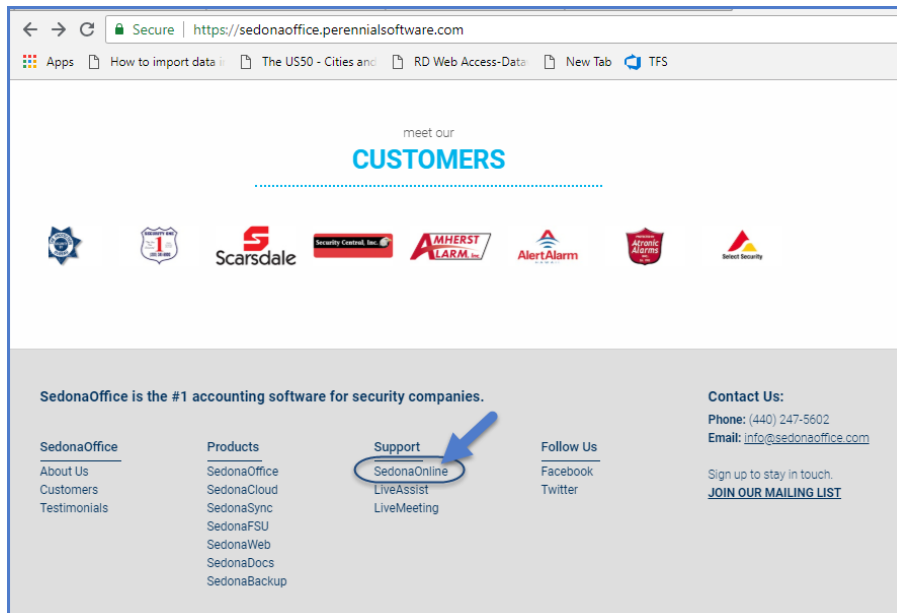 Secure | https://sedonaoffice.perennialsoftware.com
Apps How to import data i The US50 - Cities and RD Web Access-Data New Tab TFS
meet our
CUSTOMERS
1
Scarsdale
Security Central, Inc.
AMHERST
ALARM, Inc.
AlertAlarm
Atronic
Alarms
Select Security
SedonaOffice is the #1 accounting software for security companies.
SedonaOffice
About Us
Customers
Testimonials
Products
SedonaOffice
SedonaCloud
SedonaSync
SedonaFSU
SedonaWeb
SedonaDocs
SedonaBackup
Support
SedonaOnline
LiveAssist
LiveMeeting
Follow Us
Facebook
Twitter
Contact Us:
Phone: (440) 247-5602
Email: info@sedonaoffice.com
Sign up to stay in touch.
JOIN OUR MAILING LIST